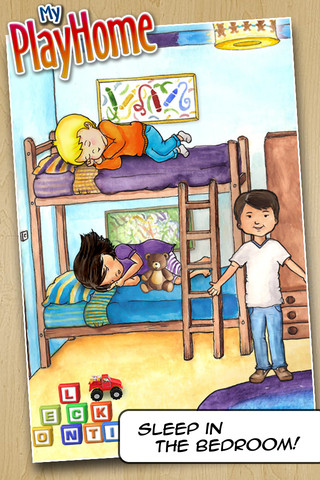 My
PlayHome
L
E C K
O N T I
SLEEP IN
THE BEDROOM!